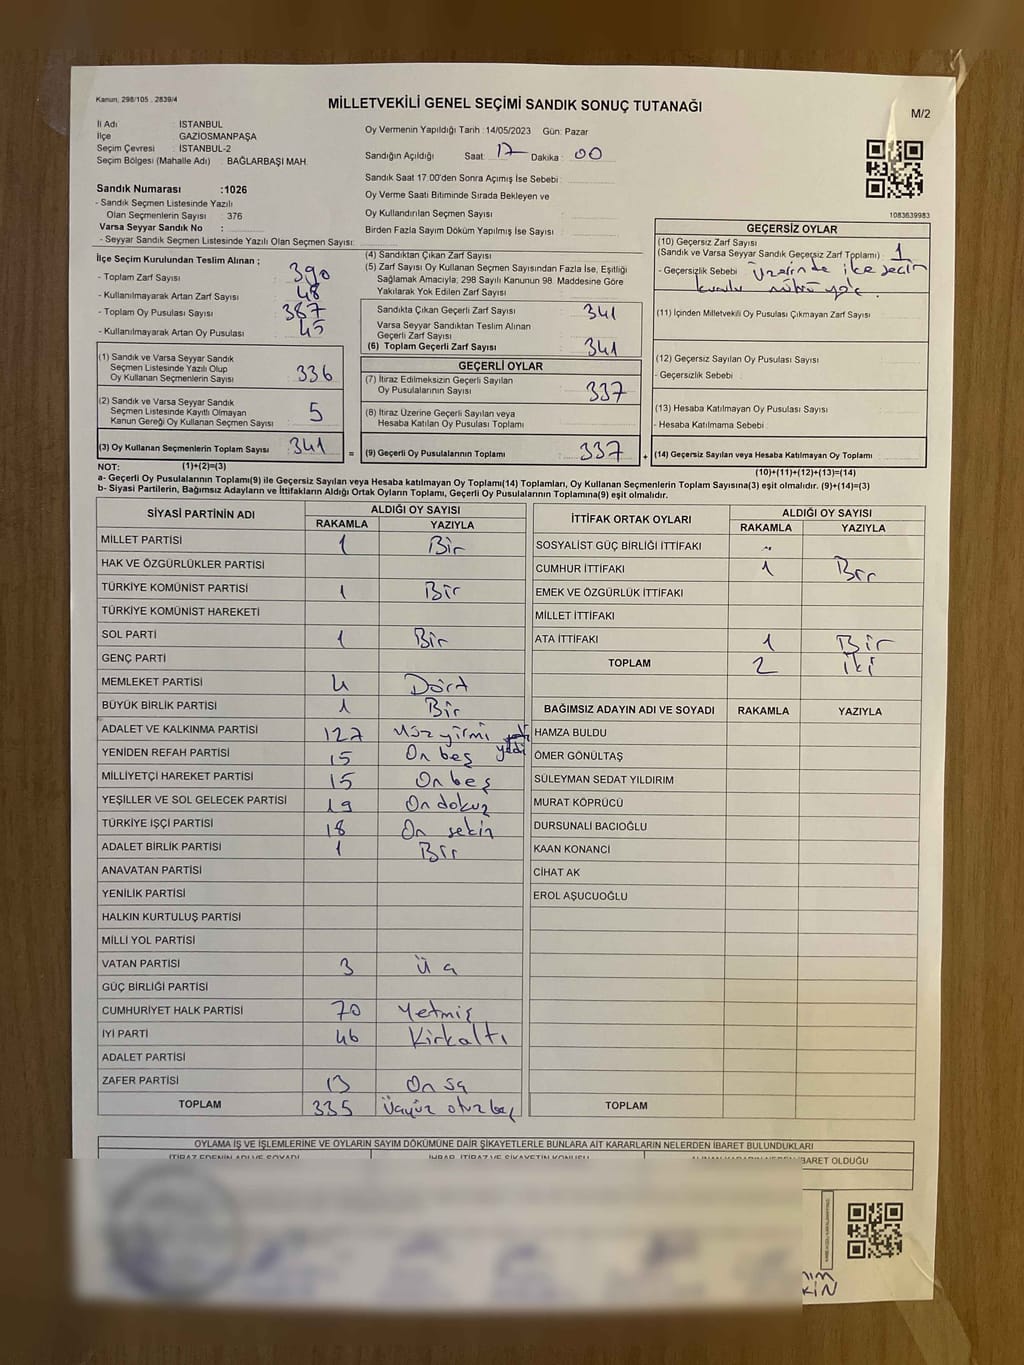 Kanun, 298/105 , 2839/4
MİLLETVEKİLİ GENEL SEÇİMİ SANDIK SONUÇ TUTANAĞI
M/2
İl Adı : İSTANBUL
İlçe : GAZİOSMANPAŞA
Seçim Çevresi : İSTANBUL-2
Seçim Bölgesi (Mahalle Adı) : BAĞLARBAŞI MAH.
Sandık Numarası :1026
- Sandık Seçmen Listesinde Yazılı
Olan Seçmenlerin Sayısı : 376
Varsa Seyyar Sandık No :
- Seyyar Sandık Seçmen Listesinde Yazılı Olan Seçmen Sayısı:
Oy Vermenin Yapıldığı Tarih :14/05/2023 Gün: Pazar
Sandığın Açıldığı Saat: 17 Dakika : 00
Sandık Saat 17.00'den Sonra Açımış İse Sebebi :
Oy Verme Saati Bitiminde Sırada Bekleyen ve
Oy Kullandırılan Seçmen Sayısı :
Birden Fazla Sayım Döküm Yapılmış İse Sayısı :
1083639983
İlçe Seçim Kurulundan Teslim Alınan ;
- Toplam Zarf Sayısı : 390
- Kullanılmayarak Artan Zarf Sayısı : 48
- Toplam Oy Pusulası Sayısı : 387
- Kullanılmayarak Artan Oy Pusulası : 45
(1) Sandık ve Varsa Seyyar Sandık
Seçmen Listesinde Yazılı Olup
Oy Kullanan Seçmenlerin Sayısı : 336
(2) Sandık ve Varsa Seyyar Sandık
Seçmen Listesinde Kayıtlı Olmayan
Kanun Gereği Oy Kullanan Seçmen Sayısı : 5
(3) Oy Kullanan Seçmenlerin Toplam Sayısı : 341 =
(4) Sandıktan Çıkan Zarf Sayısı :
(5) Zarf Sayısı Oy Kullanan Seçmen Sayısından Fazla İse, Eşitliği
Sağlamak Amacıyla; 298 Sayılı Kanunun 98. Maddesine Göre
Yakılarak Yok Edilen Zarf Sayısı :
Sandıkta Çıkan Geçerli Zarf Sayısı : 341
Varsa Seyyar Sandıktan Teslim Alınan
Geçerli Zarf Sayısı :
(6) Toplam Geçerli Zarf Sayısı : 341
GEÇERLİ OYLAR
(7) İtiraz Edilmeksizin Geçerli Sayılan
Oy Pusulalarının Sayısı : 337
(8) İtiraz Üzerine Geçerli Sayılan veya
Hesaba Katılan Oy Pusulası Toplamı :
(9) Geçerli Oy Pusulalarının Toplamı : 337 +
GEÇERSİZ OYLAR
(10) Geçersiz Zarf Sayısı
(Sandık ve Varsa Seyyar Sandık Geçersiz Zarf Toplamı) : 1
- Geçersizlik Sebebi : Üzerinde ilçe seçin
kurulu mührü yok.
(11) İçinden Milletvekili Oy Pusulası Çıkmayan Zarf Sayısı :
(12) Geçersiz Sayılan Oy Pusulası Sayısı :
- Geçersizlik Sebebi :
(13) Hesaba Katılmayan Oy Pusulası Sayısı :
- Hesaba Katılmama Sebebi :
(14) Geçersiz Sayılan veya Hesaba Katılmayan Oy Toplamı :
(10)+(11)+(12)+(13)=(14)
NOT: (1)+(2)=(3)
a- Geçerli Oy Pusulalarının Toplamı(9) ile Geçersiz Sayılan veya Hesaba katılmayan Oy Toplamı(14) Toplamları, Oy Kullanan Seçmenlerin Toplam Sayısına(3) eşit olmalıdır. (9)+(14)=(3)
b- Siyasi Partilerin, Bağımsız Adayların ve İttifakların Aldığı Ortak Oyların Toplamı, Geçerli Oy Pusulalarının Toplamına(9) eşit olmalıdır.
SİYASİ PARTİNİN ADI ALDIĞI OY SAYISI
RAKAMLA YAZIYLA
MİLLET PARTİSİ 1 Bir
HAK VE ÖZGÜRLÜKLER PARTİSİ
TÜRKİYE KOMÜNİST PARTİSİ 1 Bir
TÜRKİYE KOMÜNİST HAREKETİ
SOL PARTİ 1 Bir
GENÇ PARTİ
MEMLEKET PARTİSİ 4 Dört
BÜYÜK BİRLİK PARTİSİ 1 Bir
ADALET VE KALKINMA PARTİSİ 127 Yüz yirmi yedi
YENİDEN REFAH PARTİSİ 15 On beş
MİLLİYETÇİ HAREKET PARTİSİ 15 On beş
YEŞİLLER VE SOL GELECEK PARTİSİ 19 On dokuz
TÜRKİYE İŞÇİ PARTİSİ 18 On sekiz
ADALET BİRLİK PARTİSİ 1 Bir
ANAVATAN PARTİSİ
YENİLİK PARTİSİ
HALKIN KURTULUŞ PARTİSİ
MİLLİ YOL PARTİSİ
VATAN PARTİSİ 3 Üç
GÜÇ BİRLİĞİ PARTİSİ
CUMHURİYET HALK PARTİSİ 70 Yetmiş
İYİ PARTİ 46 Kırkaltı
ADALET PARTİSİ
ZAFER PARTİSİ 13 On
TOPLAM 335 Üçyüz otuz beş
İTTİFAK ORTAK OYLARI ALDIĞI OY SAYISI
RAKAMLA YAZIYLA
SOSYALİST GÜÇ BİRLİĞİ İTTİFAKI
CUMHUR İTTİFAKI 1 Bir
EMEK VE ÖZGÜRLÜK İTTİFAKI
MİLLET İTTİFAKI
ATA İTTİFAKI 1 Bir
TOPLAM 2 İki
BAĞIMSIZ ADAYIN ADI VE SOYADI RAKAMLA YAZIYLA
HAMZA BULDU
ÖMER GÖNÜLTAŞ
SÜLEYMAN SEDAT YILDIRIM
MURAT KÖPRÜCÜ
DURSUNALİ BACIOĞLU
KAAN KONANCİ
CİHAT AK
EROL AŞUCUOĞLU
TOPLAM
OYLAMA İŞ VE İŞLEMLERİNE VE OYLARIN SAYIM DÖKÜMÜNE DAİR ŞİKAYETLERLE BUNLARA AİT KARARLARIN NELERDEN İBARET BULUNDUKLARI
İTİRAZ EDENİN ADI VE SOYADI İHBAR, İTİRAZ VE ŞİKAYETİN KONUSU ALINAN KARARIN NEDEN İBARET OLDUĞU